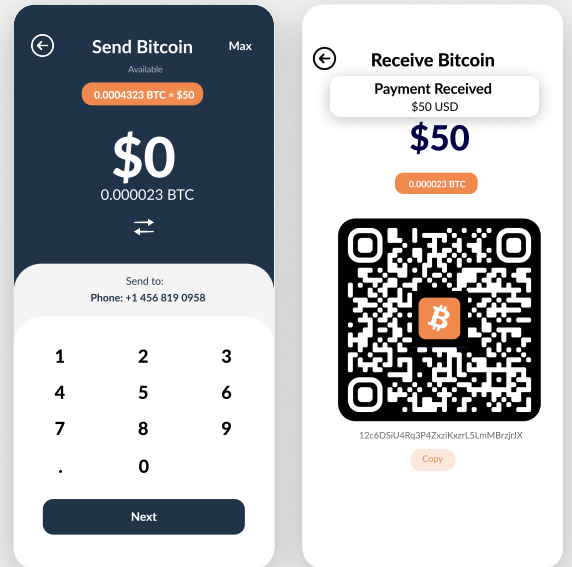 Send Bitcoin
Max
Available
0.0004323 BTC = $50
$0
0.000023 BTC
Send to:
Phone: +1 456 819 0958
1 2 3
4 5 6
7 8 9
. 0
Next
Receive Bitcoin
Payment Received
$50 USD
$50
0.000023 BTC
12c6DSiU4Rq3P4ZxziKxzrL5LmMBrzjrJX
Copy